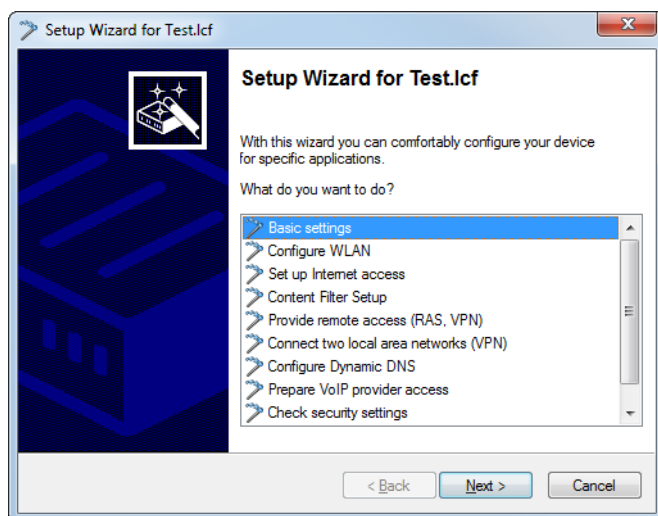 Setup Wizard for Test.lcf
Setup Wizard for Test.lcf
With this wizard you can comfortably configure your device
for specific applications.
What do you want to do?
Basic settings
Configure WLAN
Set up Internet access
Content Filter Setup
Provide remote access (RAS, VPN)
Connect two local area networks (VPN)
Configure Dynamic DNS
Prepare VoIP provider access
Check security settings
< Back Next > Cancel